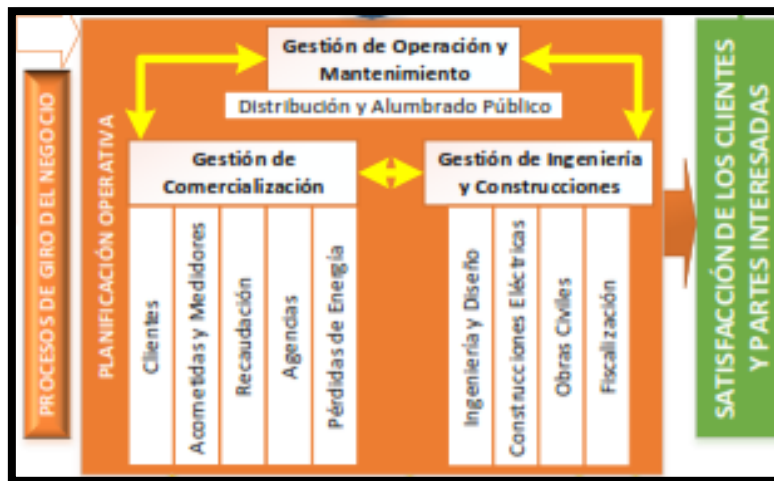 PROCESOS DE GIRO DEL NEGOCIO
PLANIFICACIÓN OPERATIVA
Gestión de Operación y
Mantenimiento
Distribución y Alumbrado Público
Gestión de
Comercialización
Clientes
Acometidas y Medidores
Recaudación
Agencias
Pérdidas de Energía
Gestión de Ingeniería
y Construcciones
Ingeniería y Diseño
Construcciones Eléctricas
Obras Civiles
Fiscalización
SATISFACCIÓN DE LOS CLIENTES
Y PARTES INTERESADAS